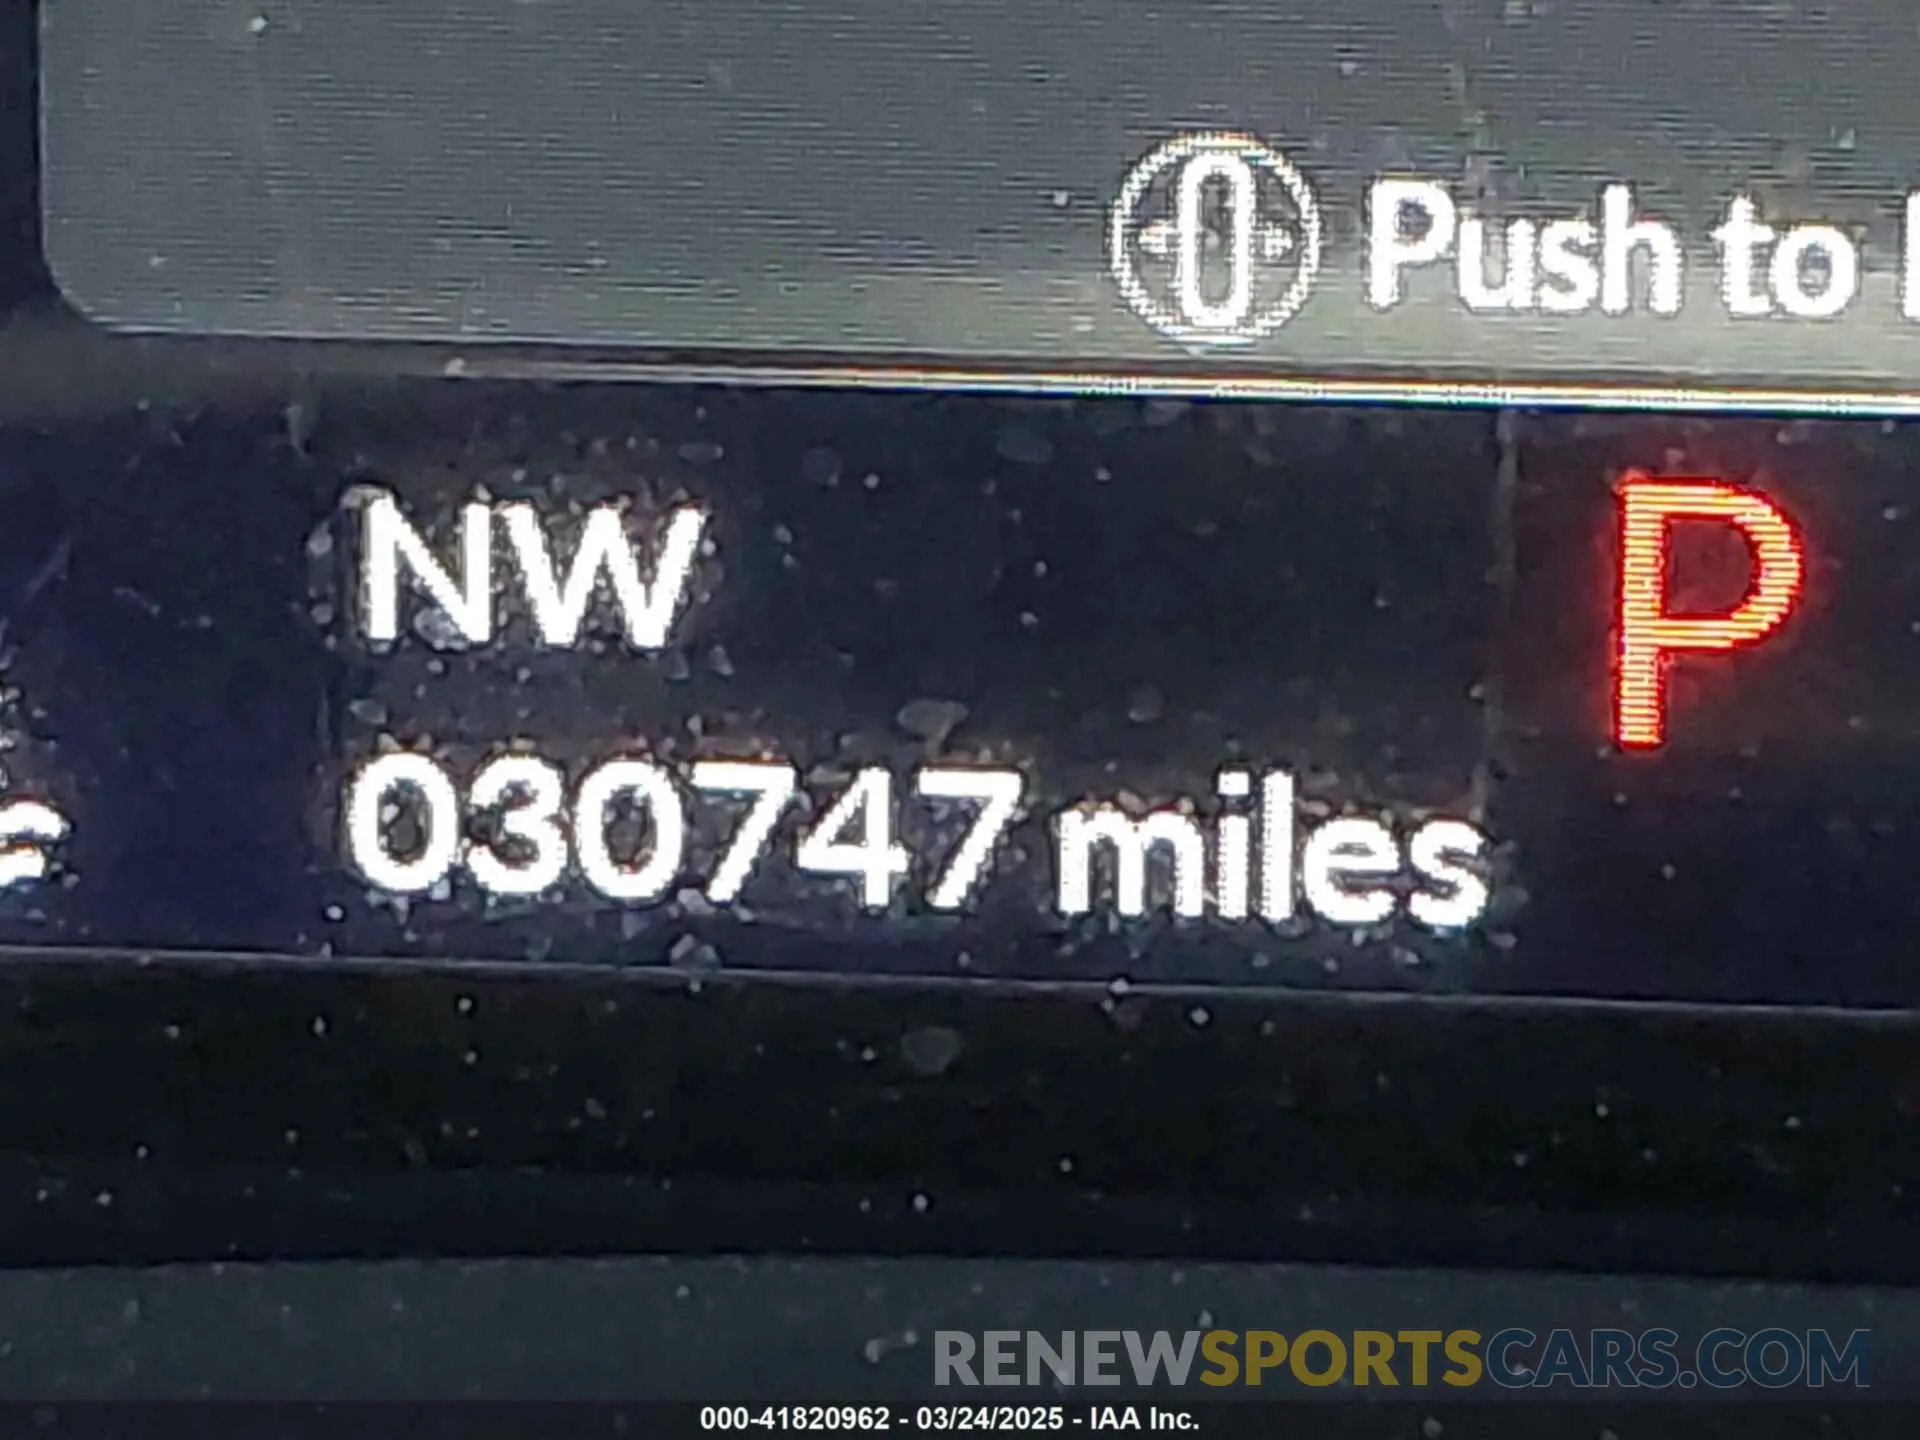 Push to
NW
P
030747 miles
RENEWSPORTSCARS.COM
000-41820962 - 03/24/2025 - IAA Inc.